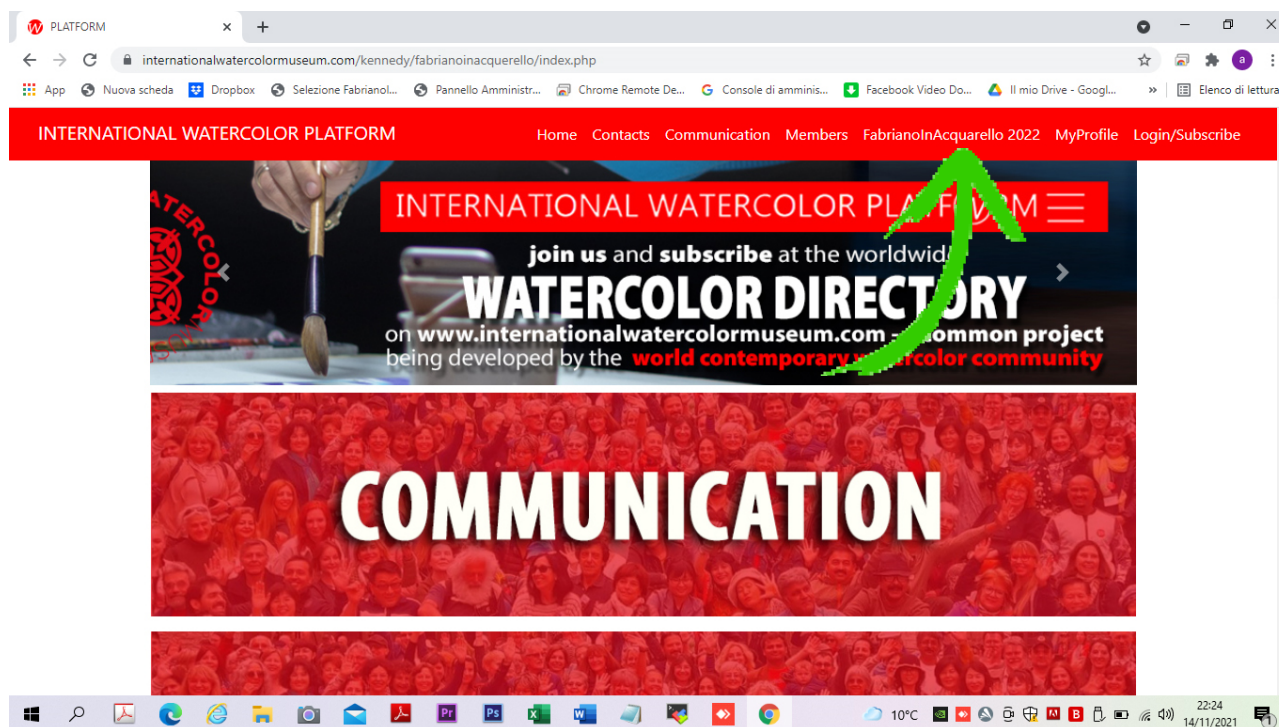 PLATFORM
internationalwatercolormuseum.com/kennedy/fabrianoinacquerello/index.php
a
App Nuova scheda Dropbox Selezione Fabrianol... Pannello Amministr... Chrome Remote De... Console di amminis... Facebook Video Do... Il mio Drive - Googl... » Elenco di lettura
INTERNATIONAL WATERCOLOR PLATFORM Home Contacts Communication Members FabrianoInAcquarello 2022 MyProfile Login/Subscribe
WATERCOLOR
INTERNATIONAL WATERCOLOR PLATFORM
join us and subscribe at the worldwide
WATERCOLOR DIRECTORY
on www.internationalwatercolormuseum.com - common project
being developed by the world contemporary watercolor community
COMMUNICATION
Pr Ps 10°C 22:24
14/11/2021